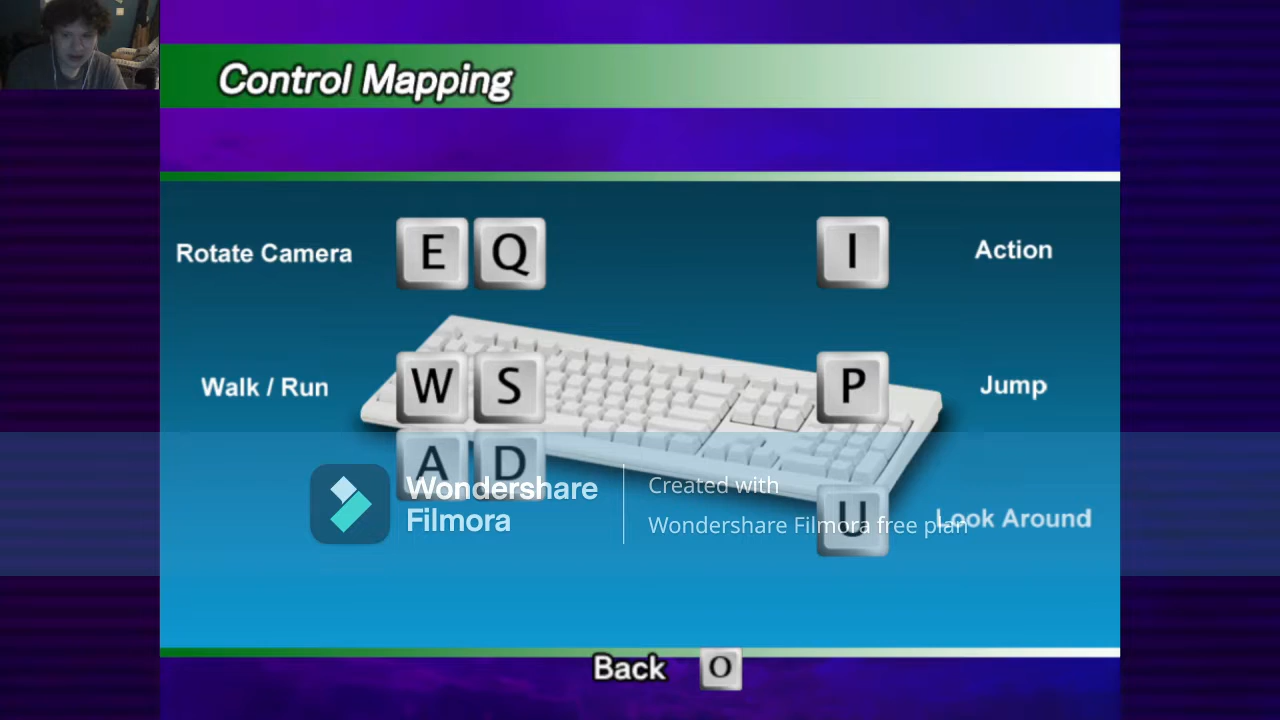 Control Mapping
Rotate Camera E Q I Action
Walk / Run W S P Jump
A D
Wondershare Filmora
Created with
Wondershare Filmora free plan
U Look Around
Back O